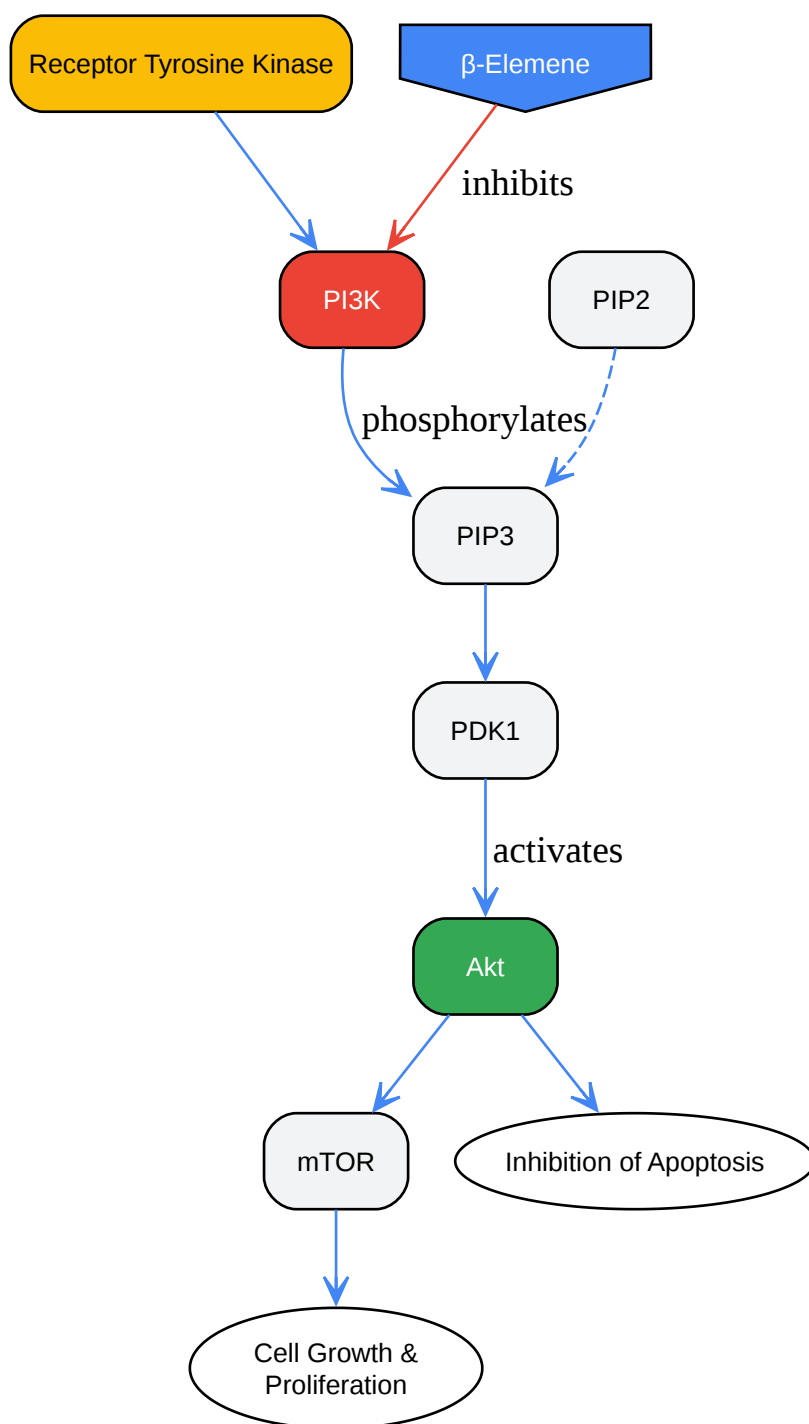 Receptor Tyrosine Kinase
β-Elemene
inhibits
PI3K
PIP2
phosphorylates
PIP3
PDK1
activates
Akt
mTOR
Inhibition of Apoptosis
Cell Growth &
Proliferation